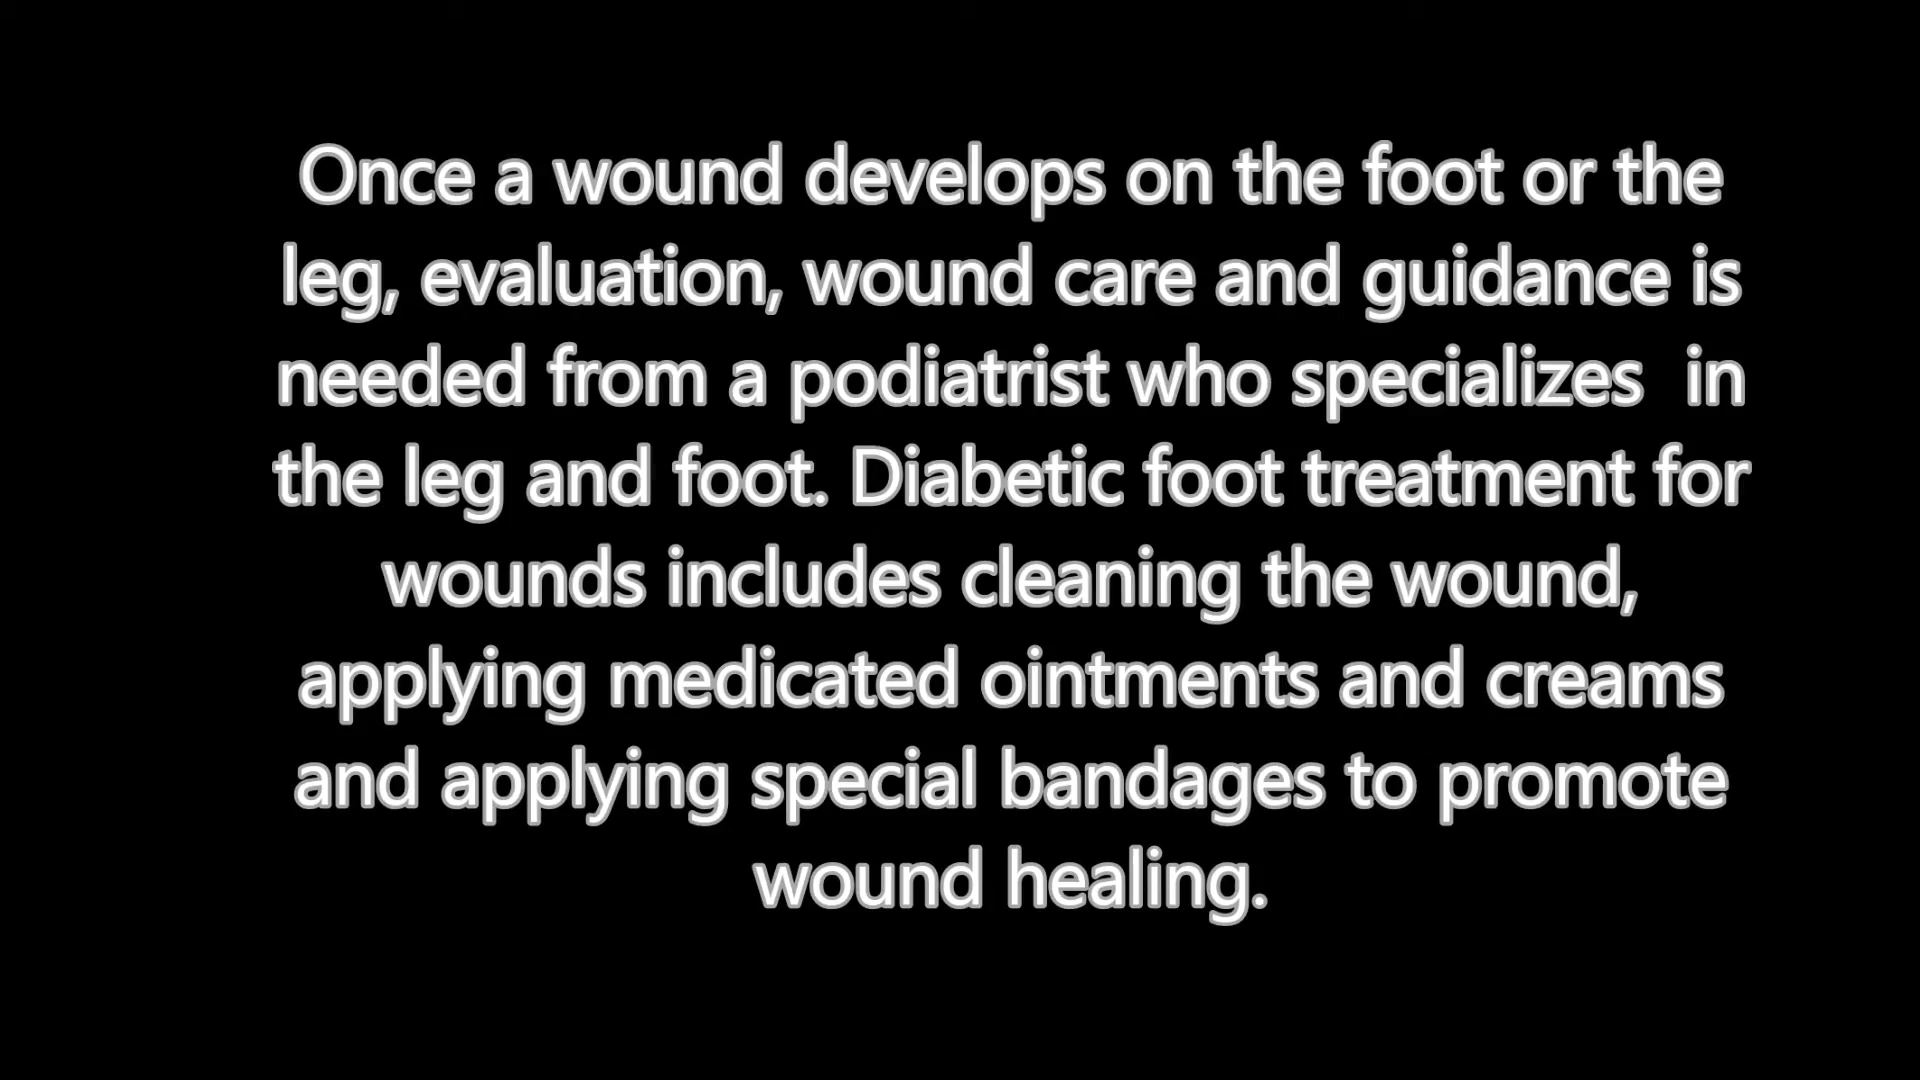 Once a wound develops on the foot or the
leg, evaluation, wound care and guidance is
needed from a podiatrist who specializes  in
the leg and foot. Diabetic foot treatment for
wounds includes cleaning the wound,
applying medicated ointments and creams
and applying special bandages to promote
wound healing.